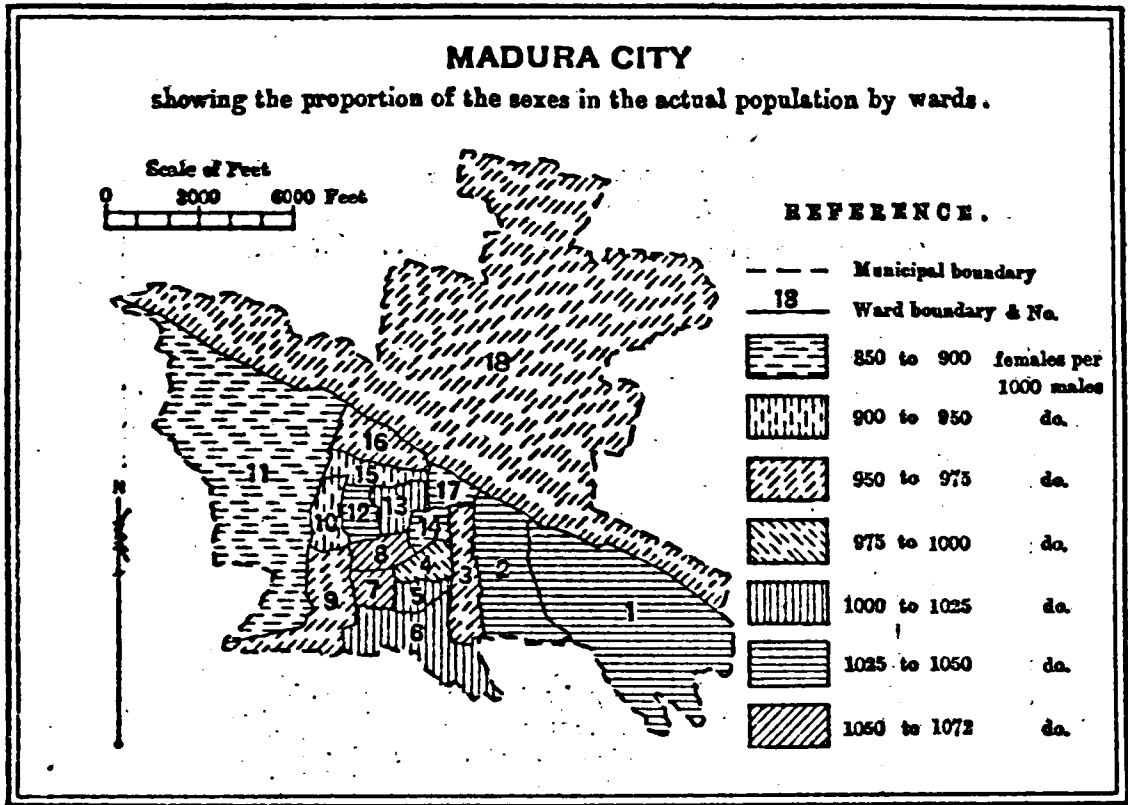 MADURA CITY
showing the proportion of the sexes in the actual population by wards.
Scale of Feet
0 3000 6000 Feet
REFERENCE.
Municipal boundary
18
Ward boundary & No.
850 to 900 females per
1000 males
900 to 950 do.
950 to 975 do.
975 to 1000 do.
1000 to 1025 do.
1025 to 1050 do.
1050 to 1072 do.
N
18
16
11
15
17
10
12
13
14
8
4
3
2
9
7
5
1
6